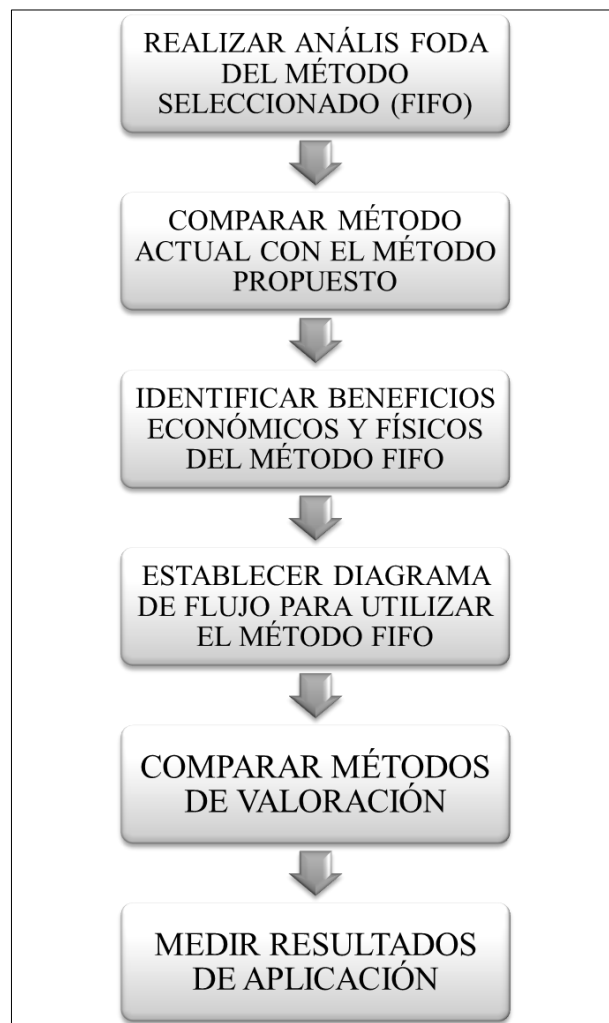 REALIZAR ANÁLIS FODA
DEL MÉTODO
SELECCIONADO (FIFO)
COMPARAR MÉTODO
ACTUAL CON EL MÉTODO
PROPUESTO
IDENTIFICAR BENEFICIOS
ECONÓMICOS Y FÍSICOS
DEL MÉTODO FIFO
ESTABLECER DIAGRAMA
DE FLUJO PARA UTILIZAR
EL MÉTODO FIFO
COMPARAR MÉTODOS
DE VALORACIÓN
MEDIR RESULTADOS
DE APLICACIÓN